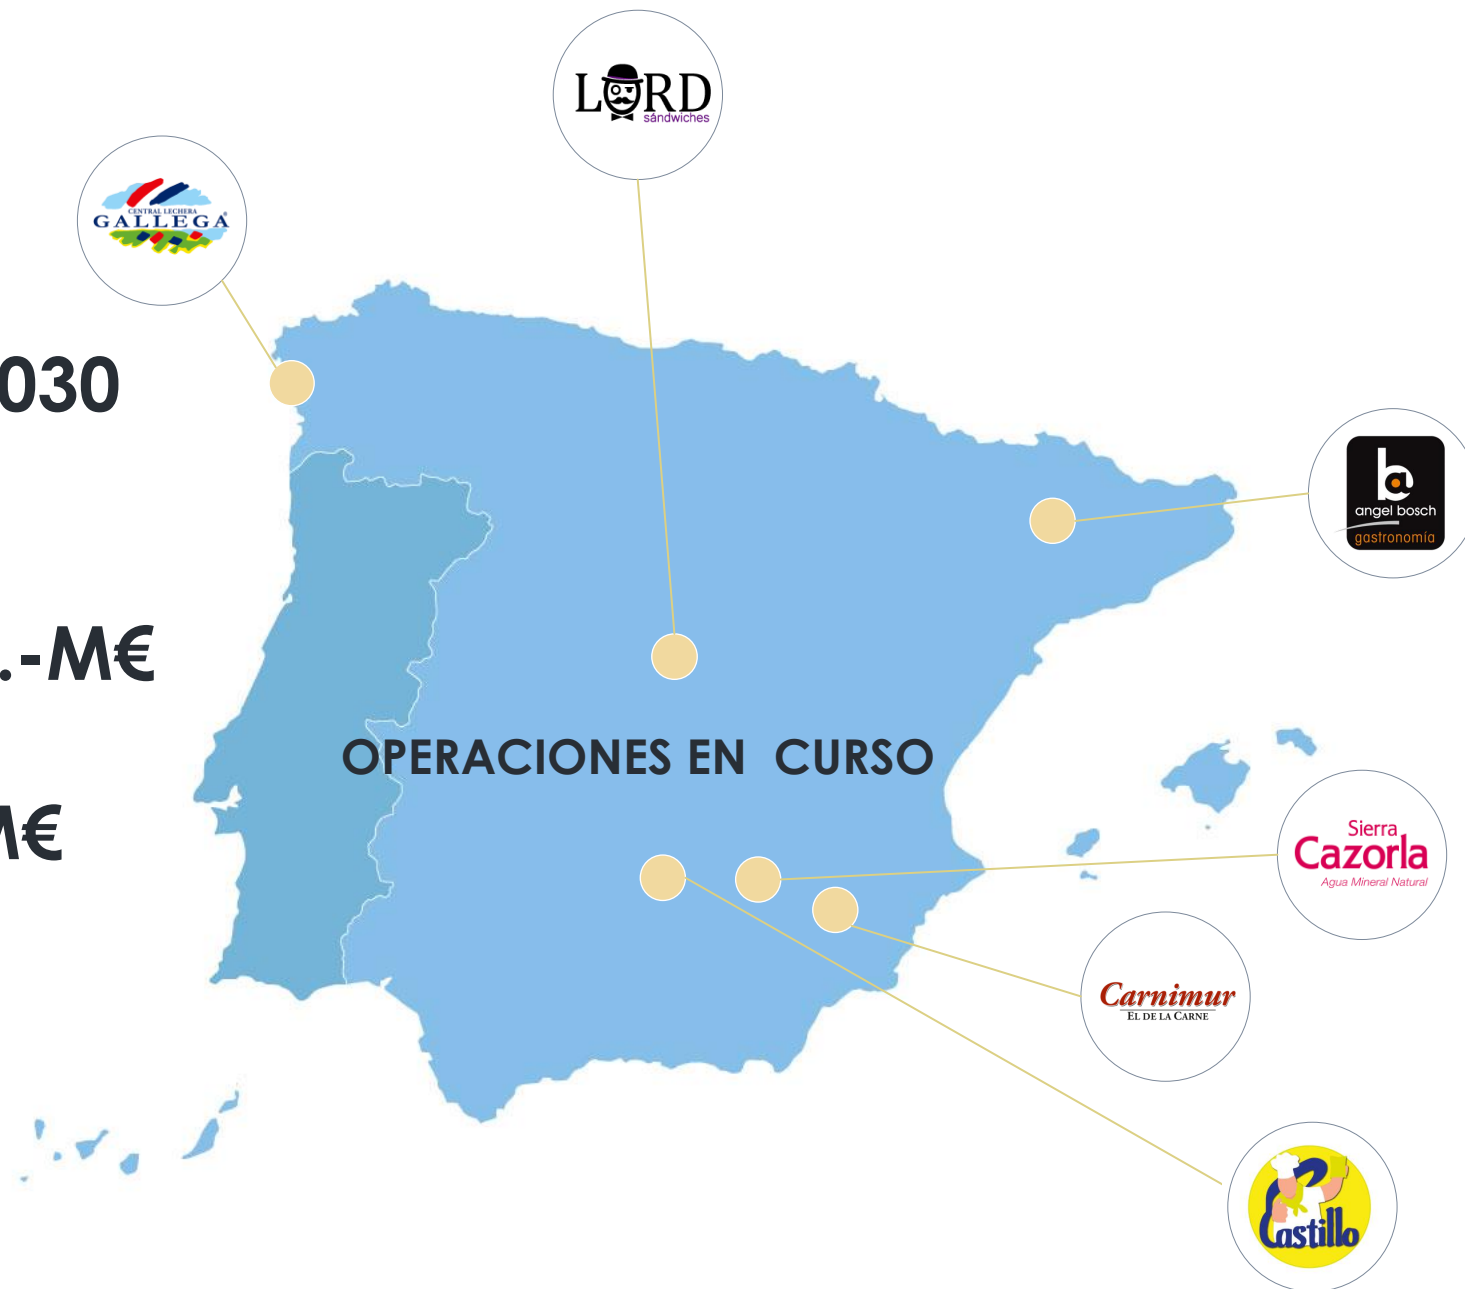 LORD
sándwiches
CENTRAL LECHERA
GALLEGA®
030
angel bosch
gastronomía
.-M€
OPERACIONES EN CURSO
M€
Sierra
Cazorla
Agua Mineral Natural
Carnimur
EL DE LA CARNE
Castillo